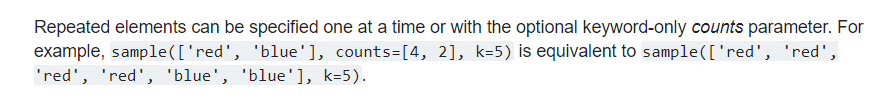 Repeated elements can be specified one at a time or with the optional keyword-only counts parameter. For
example, sample(['red', 'blue'], counts=[4, 2], k=5) is equivalent to sample(['red', 'red',
'red', 'red', 'blue', 'blue'], k=5).